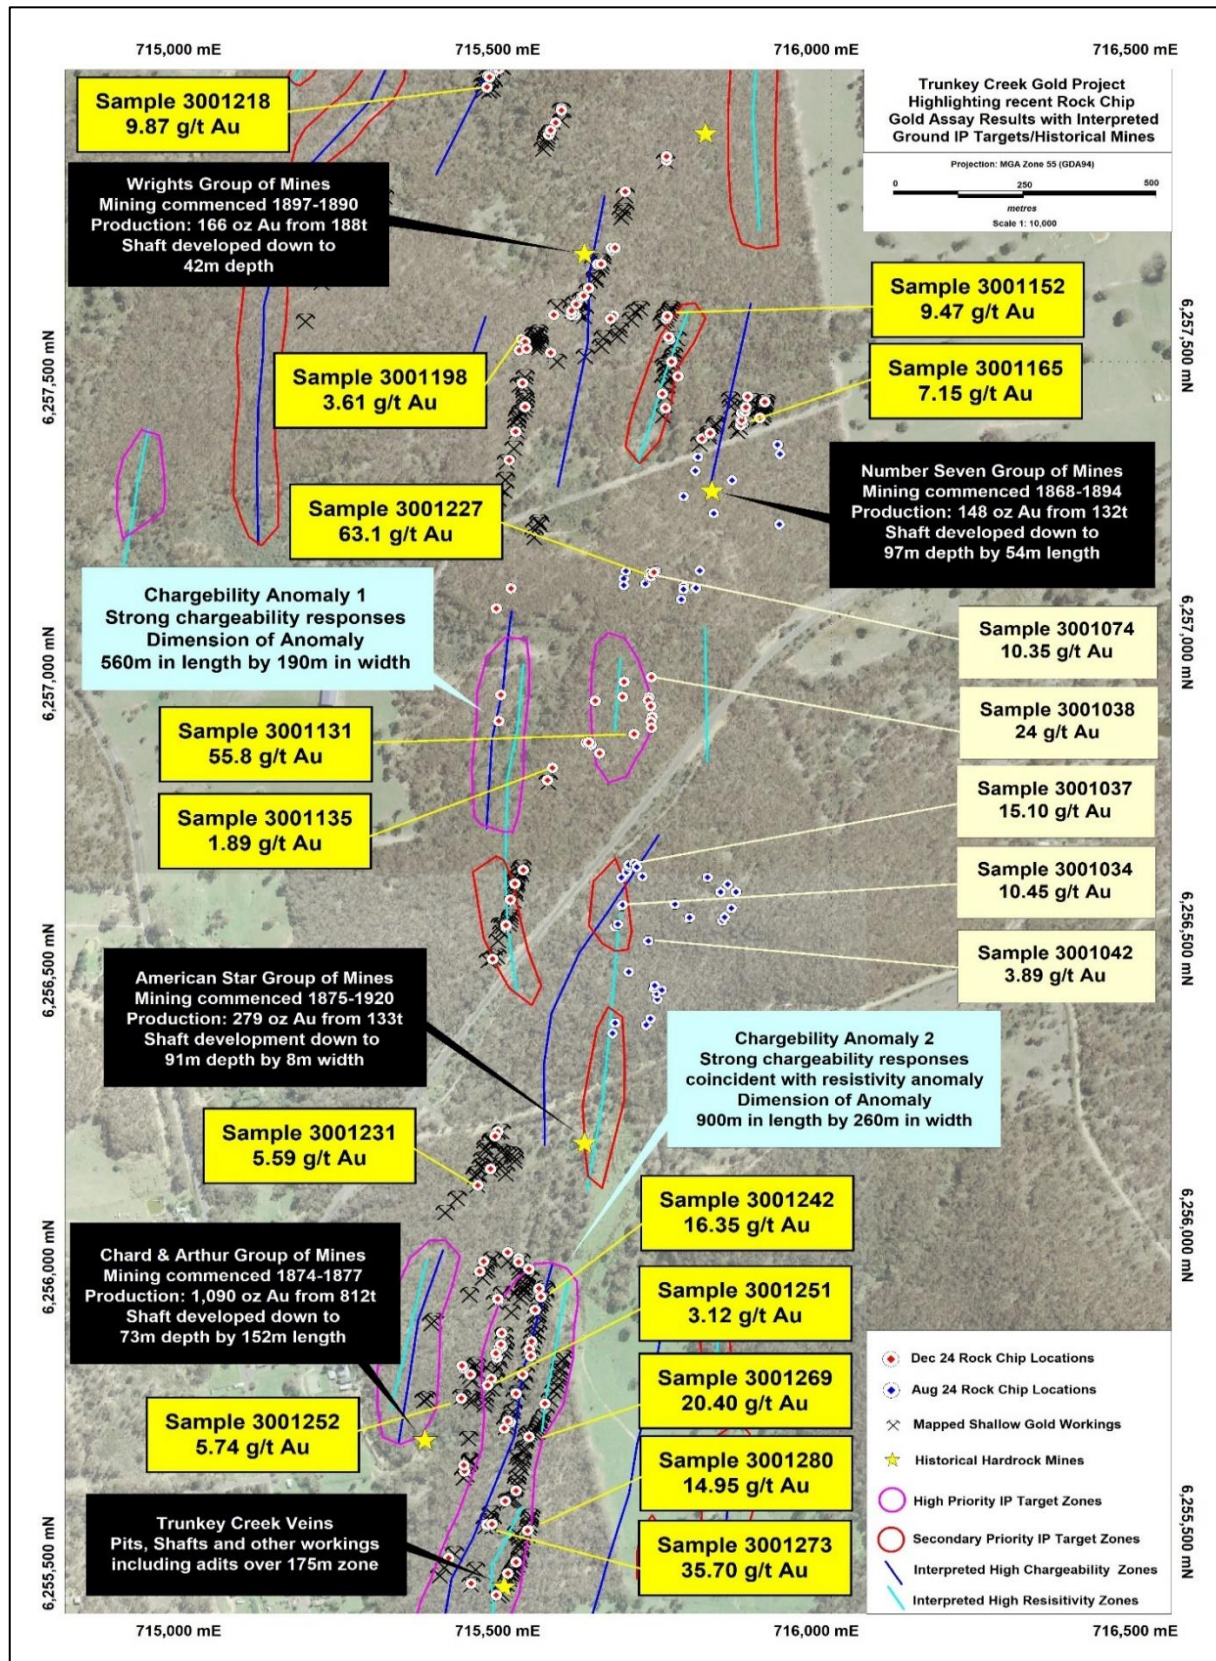 715,000 mE
715,500 mE
716,000 mE
716,500 mE
Trunkey Creek Gold Project
Highlighting recent Rock Chip
Gold Assay Results with Interpreted
Ground IP Targets/Historical Mines
Projection: MGA Zone 55 (GDA94)
0
250
500
metres
Scale 1: 10,000
Sample 3001218
9.87 g/t Au
Wrights Group of Mines
Mining commenced 1897-1890
Production: 166 oz Au from 188t
Shaft developed down to
42m depth
Sample 3001152
9.47 g/t Au
6,257,500 mN
6,257,500 mN
Sample 3001198
3.61 g/t Au
Sample 3001165
7.15 g/t Au
Number Seven Group of Mines
Mining commenced 1868-1894
Production: 148 oz Au from 132t
Shaft developed down to
97m depth by 54m length
Sample 3001227
63.1 g/t Au
Chargebility Anomaly 1
Strong chargeability responses
Dimension of Anomaly
560m in length by 190m in width
Sample 3001074
10.35 g/t Au
6,257,000 mN
6,257,000 mN
Sample 3001038
24 g/t Au
Sample 3001131
55.8 g/t Au
Sample 3001037
15.10 g/t Au
Sample 3001135
1.89 g/t Au
Sample 3001034
10.45 g/t Au
6,256,500 mN
6,256,500 mN
Sample 3001042
3.89 g/t Au
American Star Group of Mines
Mining commenced 1875-1920
Production: 279 oz Au from 133t
Shaft development down to
91m depth by 8m width
Chargebility Anomaly 2
Strong chargeability responses
coincident with resistivity anomaly
Dimension of Anomaly
900m in length by 260m in width
Sample 3001231
5.59 g/t Au
Sample 3001242
16.35 g/t Au
6,256,000 mN
6,256,000 mN
Chard & Arthur Group of Mines
Mining commenced 1874-1877
Production: 1,090 oz Au from 812t
Shaft developed down to
73m depth by 152m length
Sample 3001251
3.12 g/t Au
Sample 3001269
20.40 g/t Au
Sample 3001252
5.74 g/t Au
Sample 3001280
14.95 g/t Au
Trunkey Creek Veins
Pits, Shafts and other workings
including adits over 175m zone
Sample 3001273
35.70 g/t Au
6,255,500 mN
6,255,500 mN
Dec 24 Rock Chip Locations
Aug 24 Rock Chip Locations
Mapped Shallow Gold Workings
Historical Hardrock Mines
High Priority IP Target Zones
Secondary Priority IP Target Zones
Interpreted High Chargeability Zones
Interpreted High Resisitivity Zones
715,000 mE
715,500 mE
716,000 mE
716,500 mE